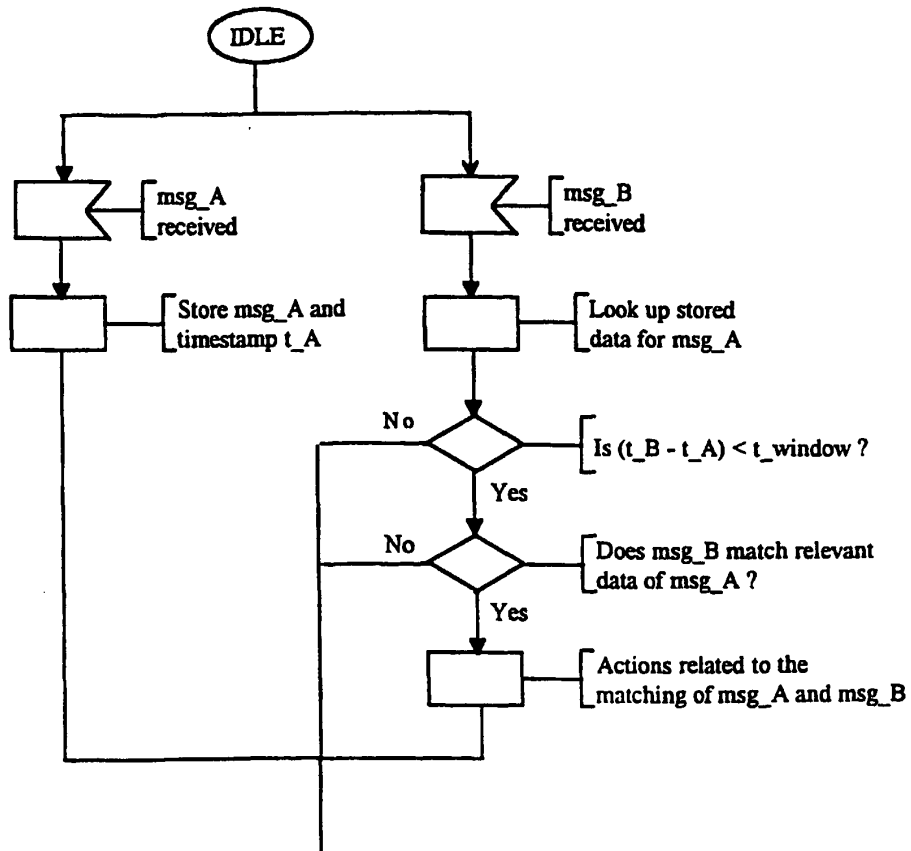 IDLE
msg_A
received
msg_B
received
Store msg_A and
timestamp t_A
Look up stored
data for msg_A
No
Is (t_B - t_A) < t_window ?
Yes
No
Does msg_B match relevant
data of msg_A ?
Yes
Actions related to the
matching of msg_A and msg_B